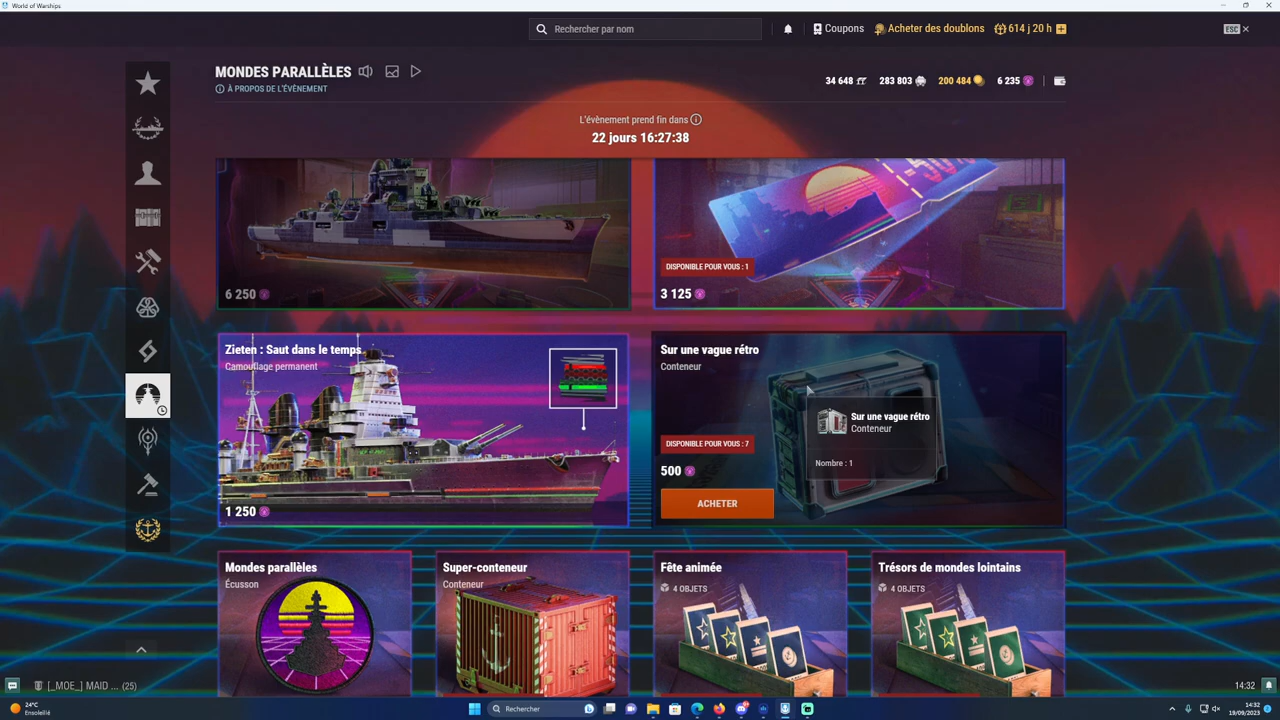 World of Warships
Rechercher par nom
Coupons
Acheter des doublons
614 j 20 h
ESC
MONDES PARALLÈLES
À PROPOS DE L'ÉVÈNEMENT
34 648
283 803
200 484
6 235
L'évènement prend fin dans
22 jours 16:27:38
6 250
DISPONIBLE POUR VOUS : 1
3 125
Zieten : Saut dans le temps
Camouflage permanent
1 250
Sur une vague rétro
Conteneur
Sur une vague rétro
Conteneur
Nombre : 1
DISPONIBLE POUR VOUS : 7
500
ACHETER
Mondes parallèles
Écusson
Super-conteneur
Conteneur
Fête animée
4 OBJETS
Trésors de mondes lointains
4 OBJETS
[_MOE_] MAID ... (25)
14:32
24°C
Ensoleillé
Rechercher
14:32
19/09/2023